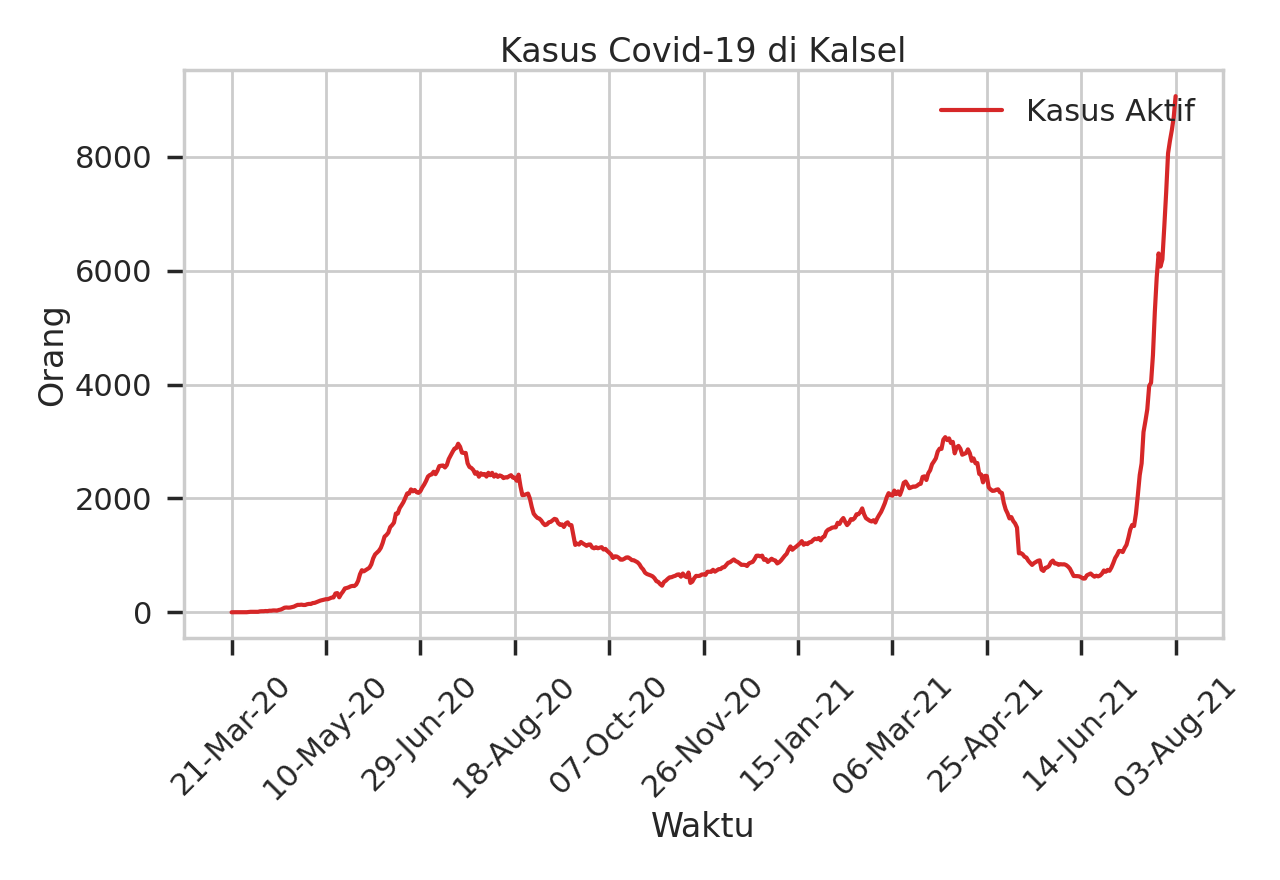 Kasus Covid-19 di Kalsel
Kasus Aktif
8000
6000
4000
2000
0
Orang
21-Mar-20
10-May-20
29-Jun-20
18-Aug-20
07-Oct-20
26-Nov-20
15-Jan-21
06-Mar-21
25-Apr-21
14-Jun-21
03-Aug-21
Waktu